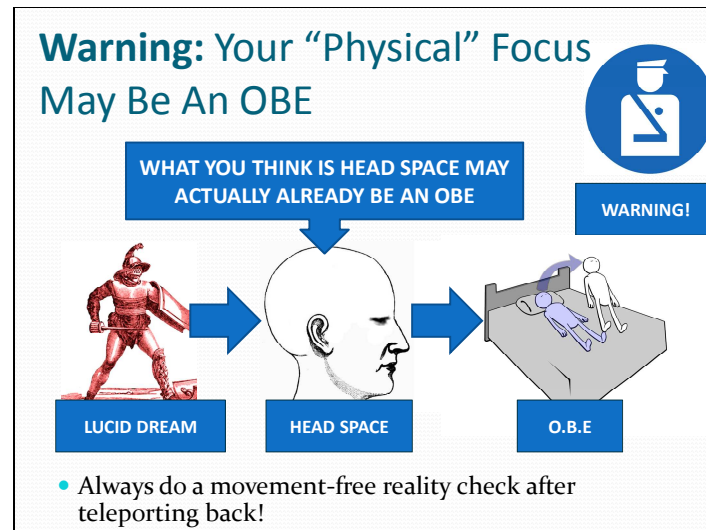 Warning: Your “Physical” Focus
May Be An OBE
WHAT YOU THINK IS HEAD SPACE MAY
ACTUALLY ALREADY BE AN OBE
WARNING!
LUCID DREAM
HEAD SPACE
O.B.E
• Always do a movement-free reality check after
teleporting back!